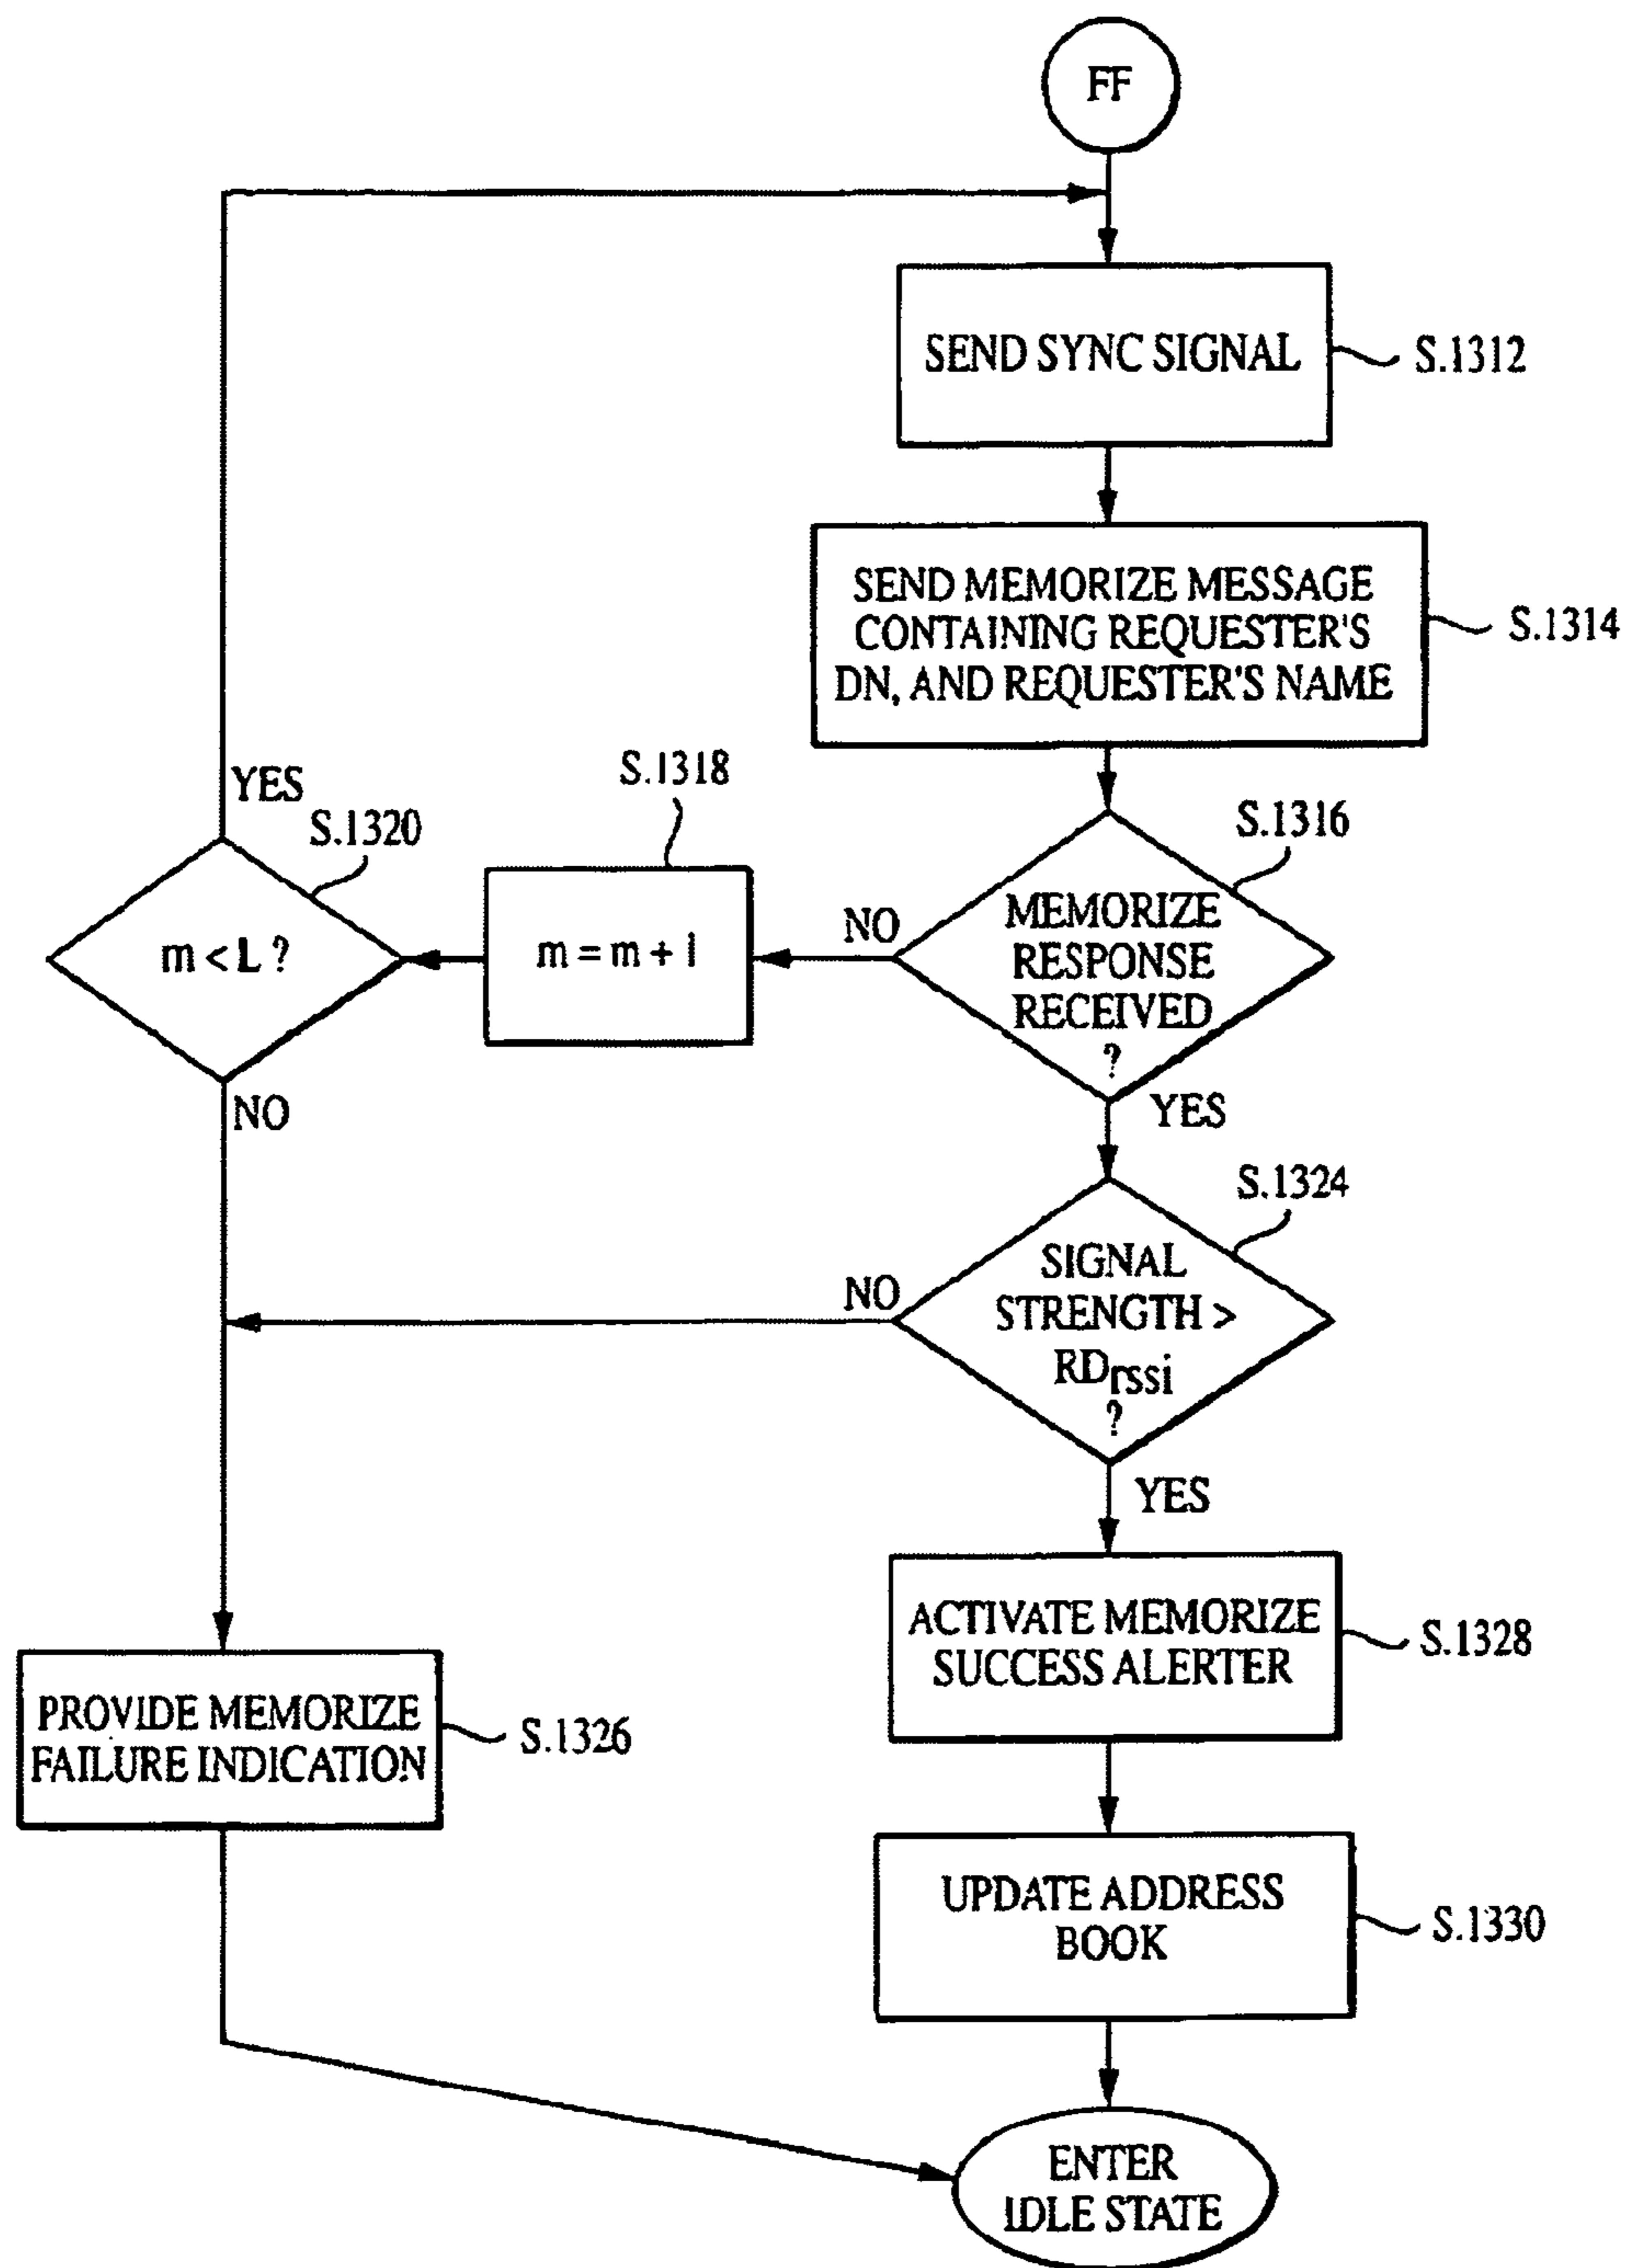 FF
SEND SYNC SIGNAL
S.1312
SEND MEMORIZE MESSAGE
CONTAINING REQUESTER'S
DN, AND REQUESTER'S NAME
S.1314
S.1316
MEMORIZE
RESPONSE
RECEIVED
?
NO
YES
S.1318
m = m + 1
S.1320
m < L ?
YES
NO
S.1324
SIGNAL
STRENGTH >
RDrssi
?
NO
YES
ACTIVATE MEMORIZE
SUCCESS ALERTER
S.1328
PROVIDE MEMORIZE
FAILURE INDICATION
S.1326
UPDATE ADDRESS
BOOK
S.1330
ENTER
IDLE STATE